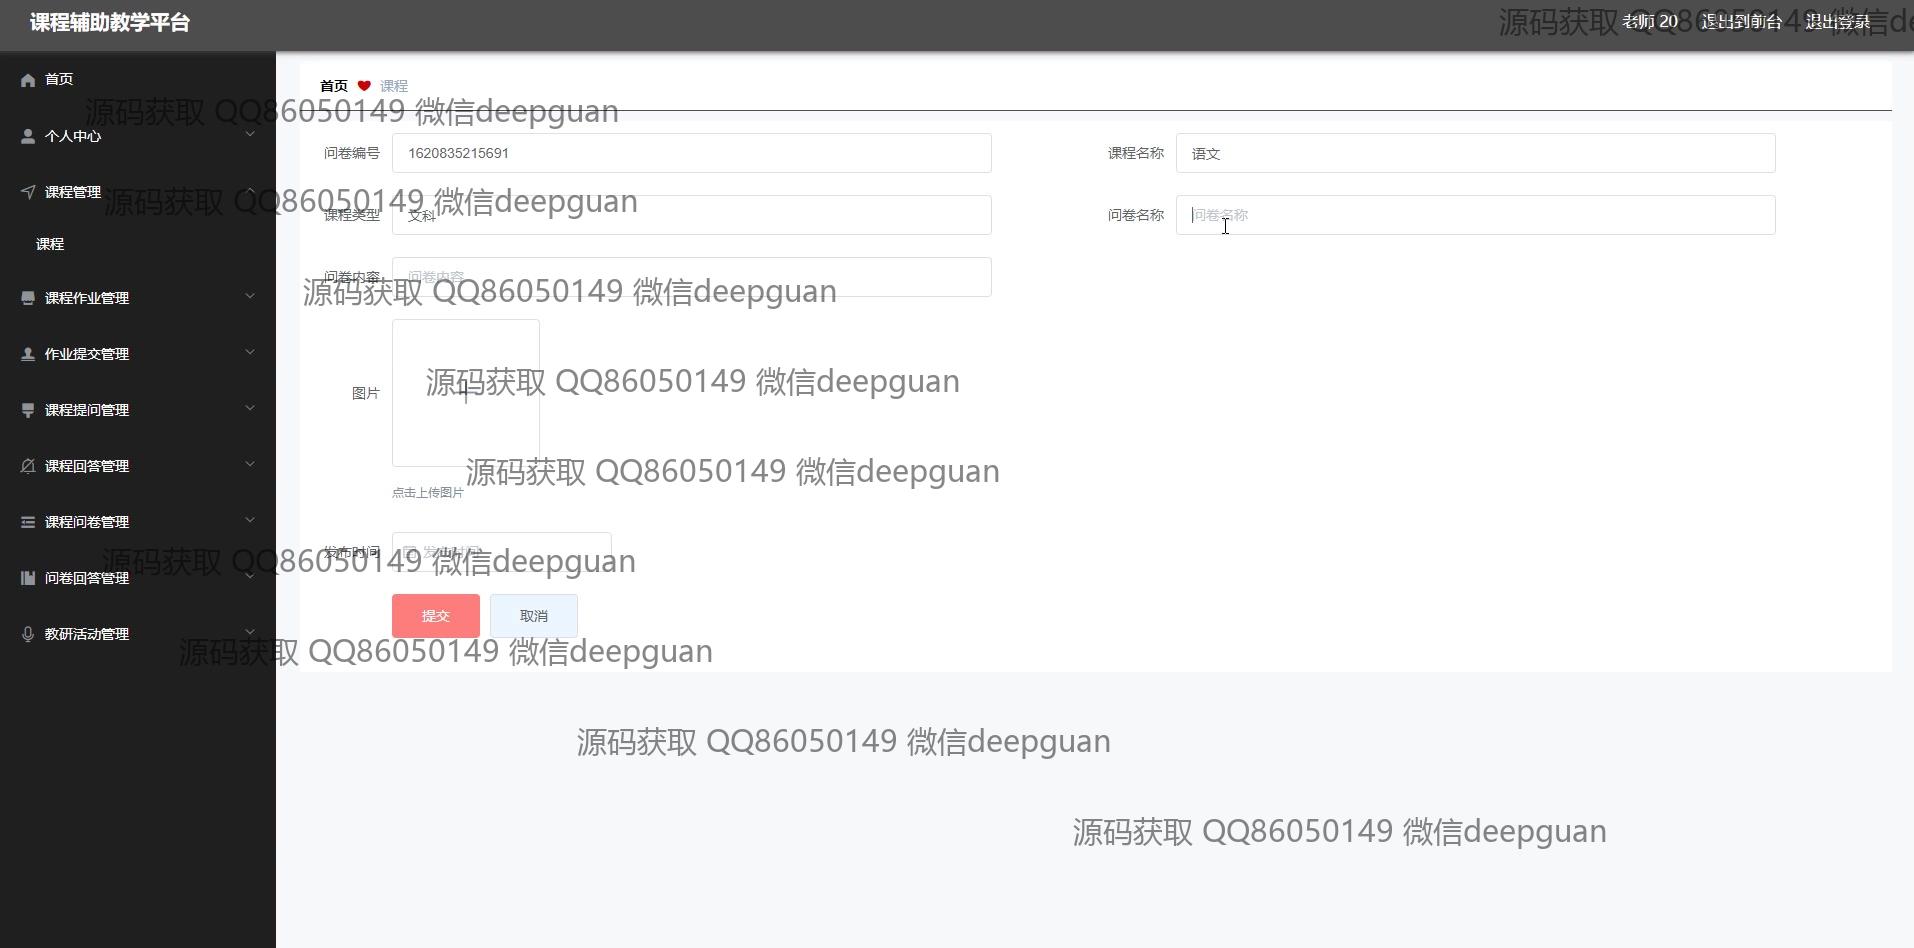 课程辅助教学平台
老师 20 退出到前台 退出登录
源码获取 QQ86050149 微信de
首页
个人中心
课程管理
课程
课程作业管理
作业提交管理
课程提问管理
课程回答管理
课程问卷管理
问卷回答管理
教研活动管理
首页 课程
源码获取 QQ86050149 微信deepguan
问卷编号 1620835215691 课程名称 语文
源码获取 QQ86050149 微信deepguan
课程类型 文科 问卷名称 问卷名称
问卷内容 问卷内容
源码获取 QQ86050149 微信deepguan
图片
源码获取 QQ86050149 微信deepguan
源码获取 QQ86050149 微信deepguan
点击上传图片
发布时间 发布时间
源码获取 QQ86050149 微信deepguan
提交 取消
源码获取 QQ86050149 微信deepguan
源码获取 QQ86050149 微信deepguan
源码获取 QQ86050149 微信deepguan